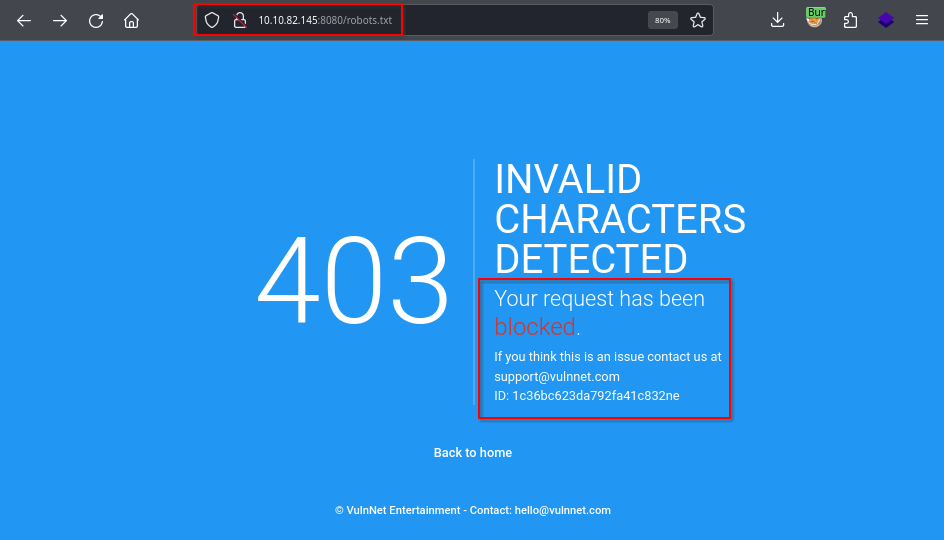 10.10.82.145:8080/robots.txt
80%
Bur
403
INVALID
CHARACTERS
DETECTED
Your request has been
blocked.
If you think this is an issue contact us at
support@vulnnet.com
ID: 1c36bc623da792fa41c832ne
Back to home
© VulnNet Entertainment - Contact: hello@vulnnet.com